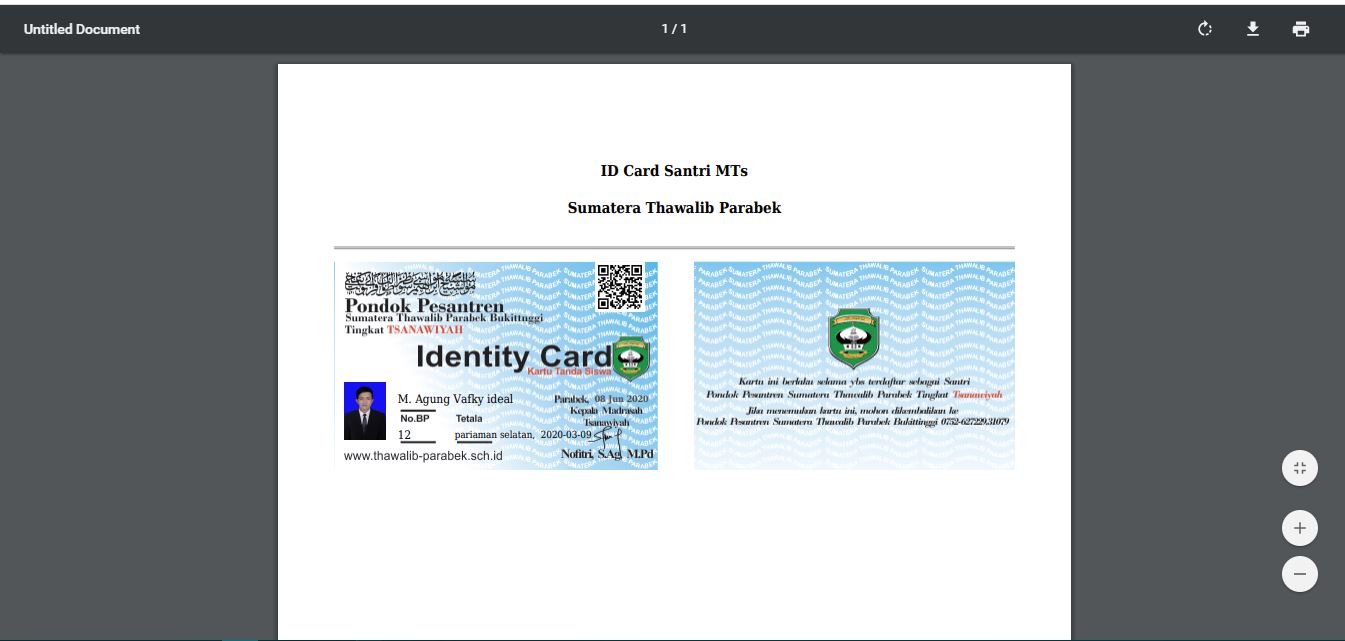 Untitled Document
1 / 1
ID Card Santri MTs
Sumatera Thawalib Parabek
Pondok Pesantren
Sumatera Thawalib Parabek Bukittnggi
Tingkat TSANAWIYAH
Identity Card
Kartu Tanda Siswa
M. Agung Vafky ideal
No.BP
Tetala
12
pariaman selatan, 2020-03-09
www.thawalib-parabek.sch.id
Parabek, 08 Jun 2020
Kepala Madrasah
Tsanawiyah
Nofitri, S.Ag, M.Pd
Kartu ini berlaku selama ybs terdaftar sebagai Santri
Pondok Pesantren Sumatera Thawalib Parabek Tingkat Tsanawiyah
Jika menemukan kartu ini, mohon dikembalikan ke
Pondok Pesantren Sumatera Thawalib Parabek Bukittinggi 0752-627229,31079